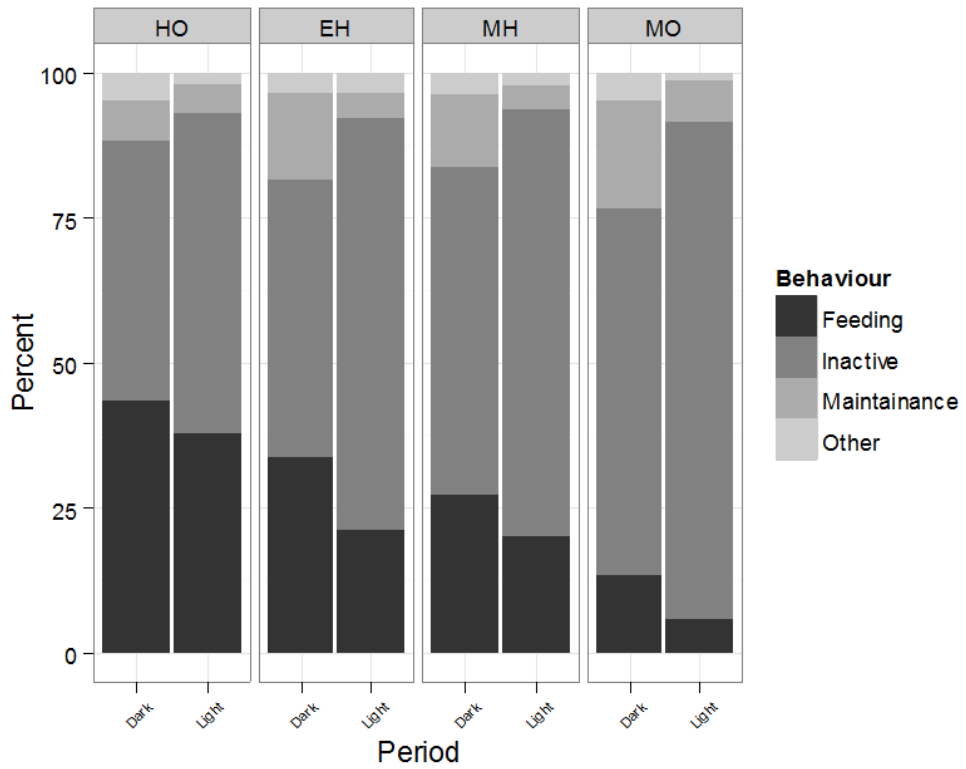 HO EH MH MO
100
75
50
25
0
Percent
Dark Light Dark Light Dark Light Dark Light
Period
Behaviour
Feeding
Inactive
Maintainance
Other